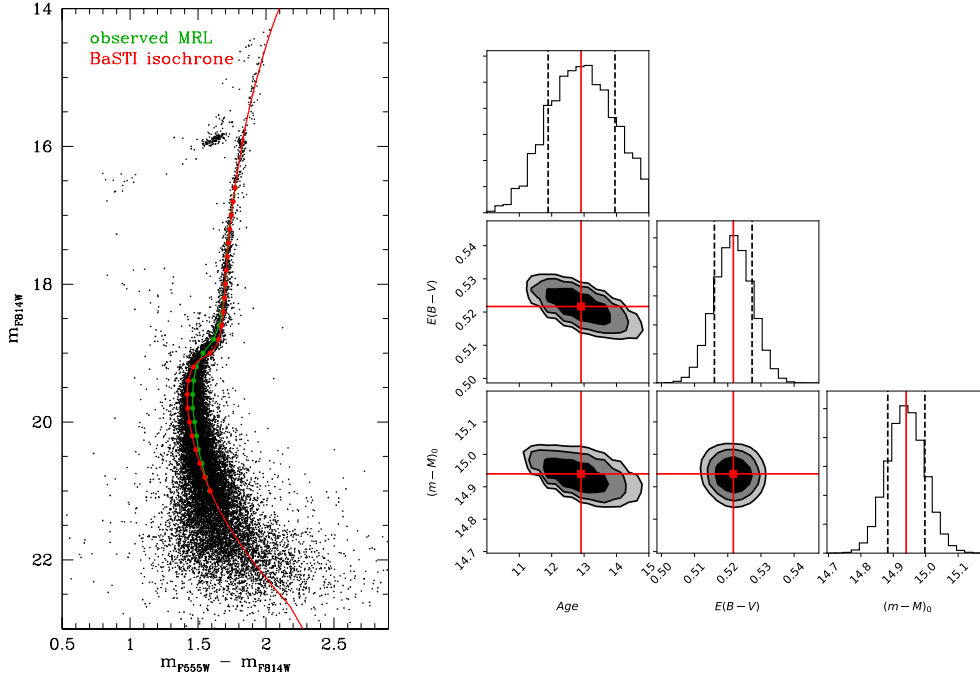 observed MRL
BaSTI isochrone
14
16
18
20
22
m_F814W
0.5 1 1.5 2 2.5
m_F555W − m_F814W
E(B−V)
0.54
0.53
0.52
0.51
0.50
(m−M)_0
15.1
15.0
14.9
14.8
14.7
11 12 13 14 15
Age
0.50 0.51 0.52 0.53 0.54
E(B−V)
14.7 14.8 14.9 15.0 15.1
(m−M)_0